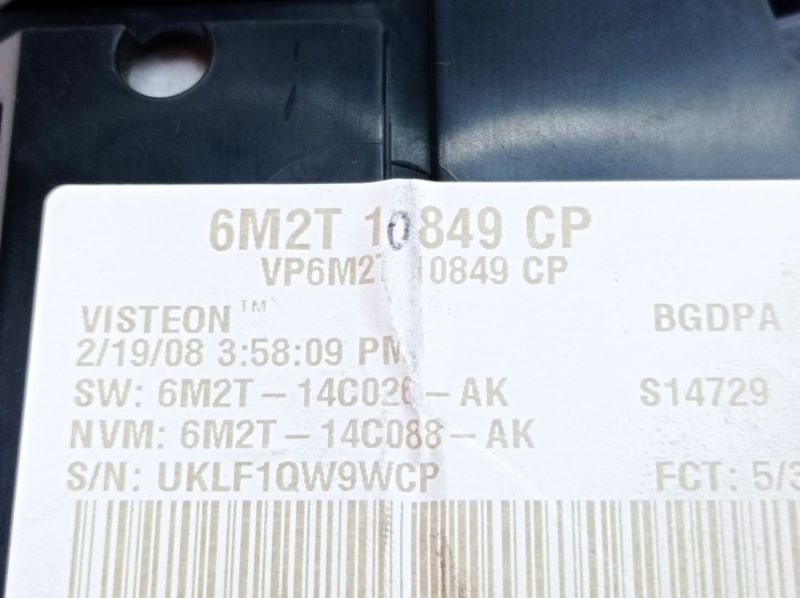 6M2T 10849 CP
VP6M2T 10849 CP
VISTEON™ BGDPA
2/19/08 3:58:09 PM
SW: 6M2T-14C026-AK S14729
NVM: 6M2T-14C088-AK
S/N: UKLF1QW9WCP FCT: 5/3